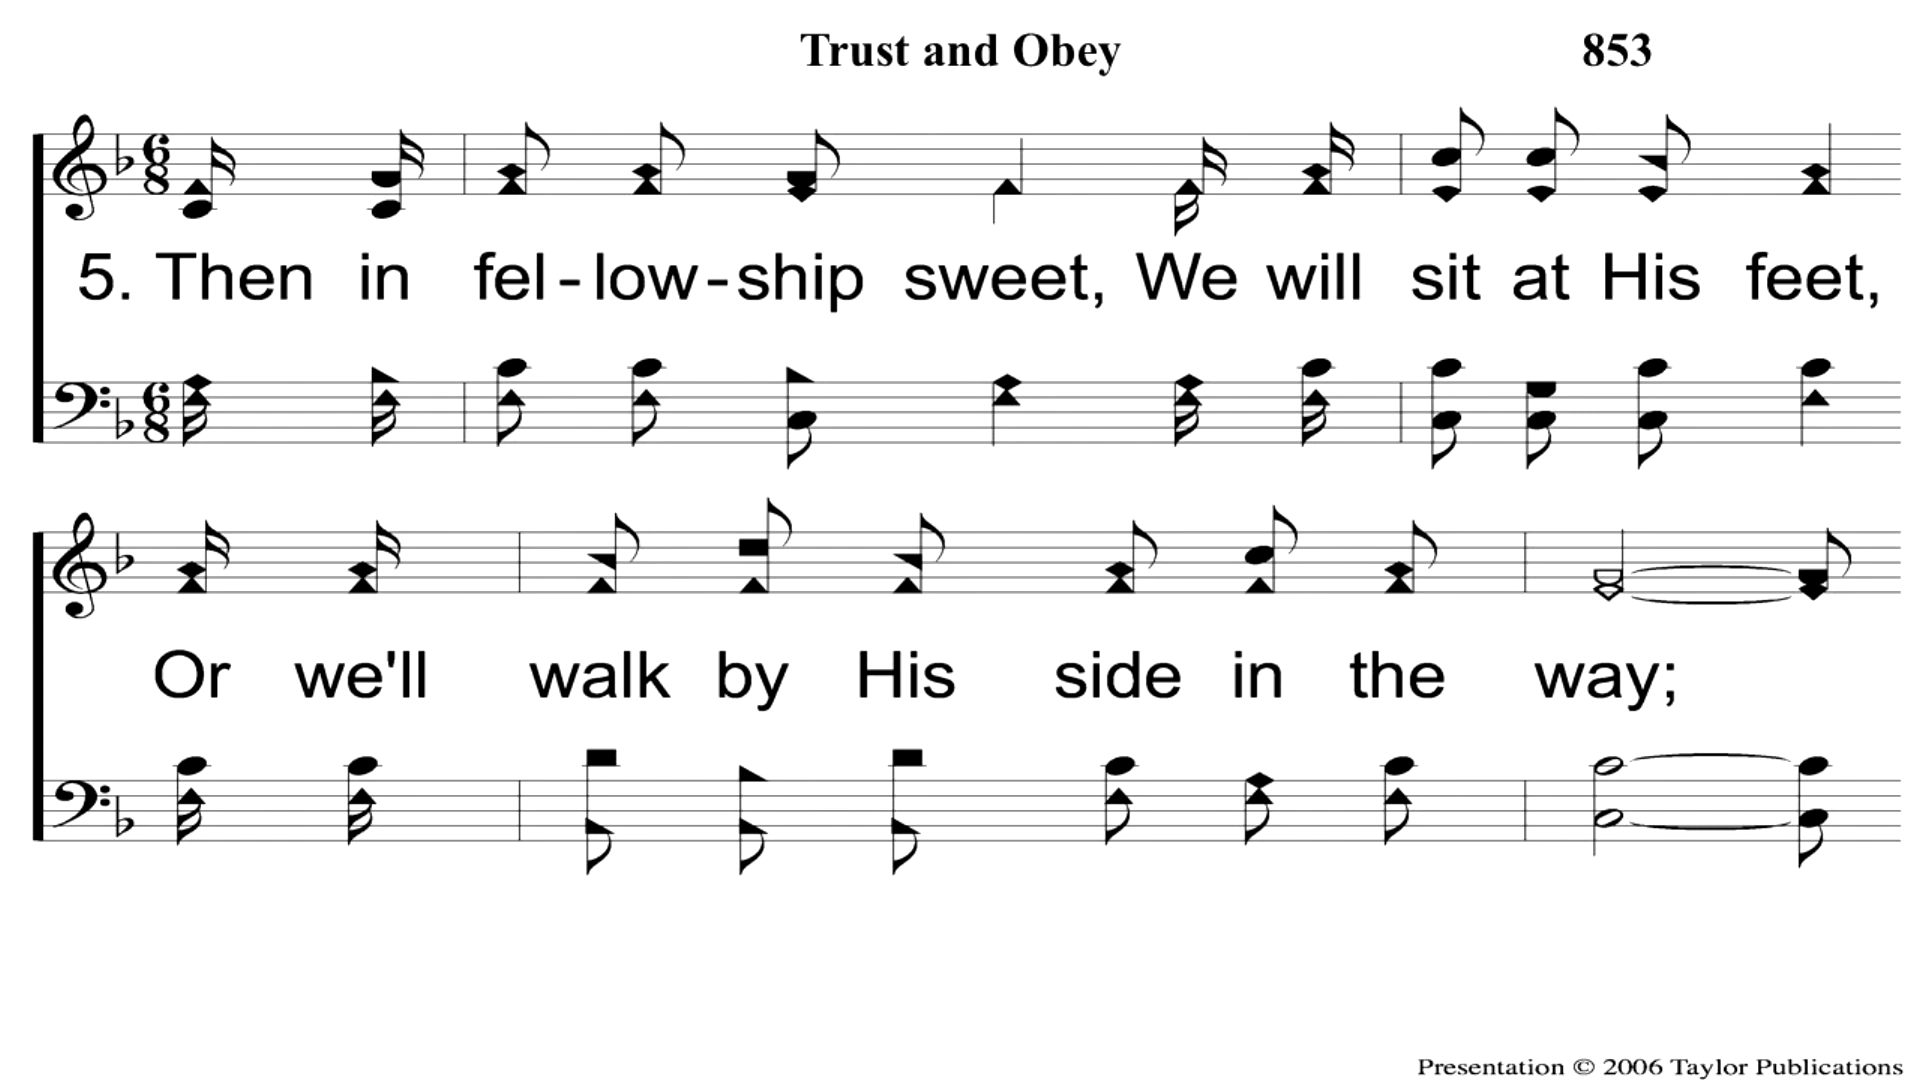 Trust and Obey 853
5. Then in fel-low-ship sweet, We will sit at His feet,
Or we'll walk by His side in the way;
Presentation © 2006 Taylor Publications